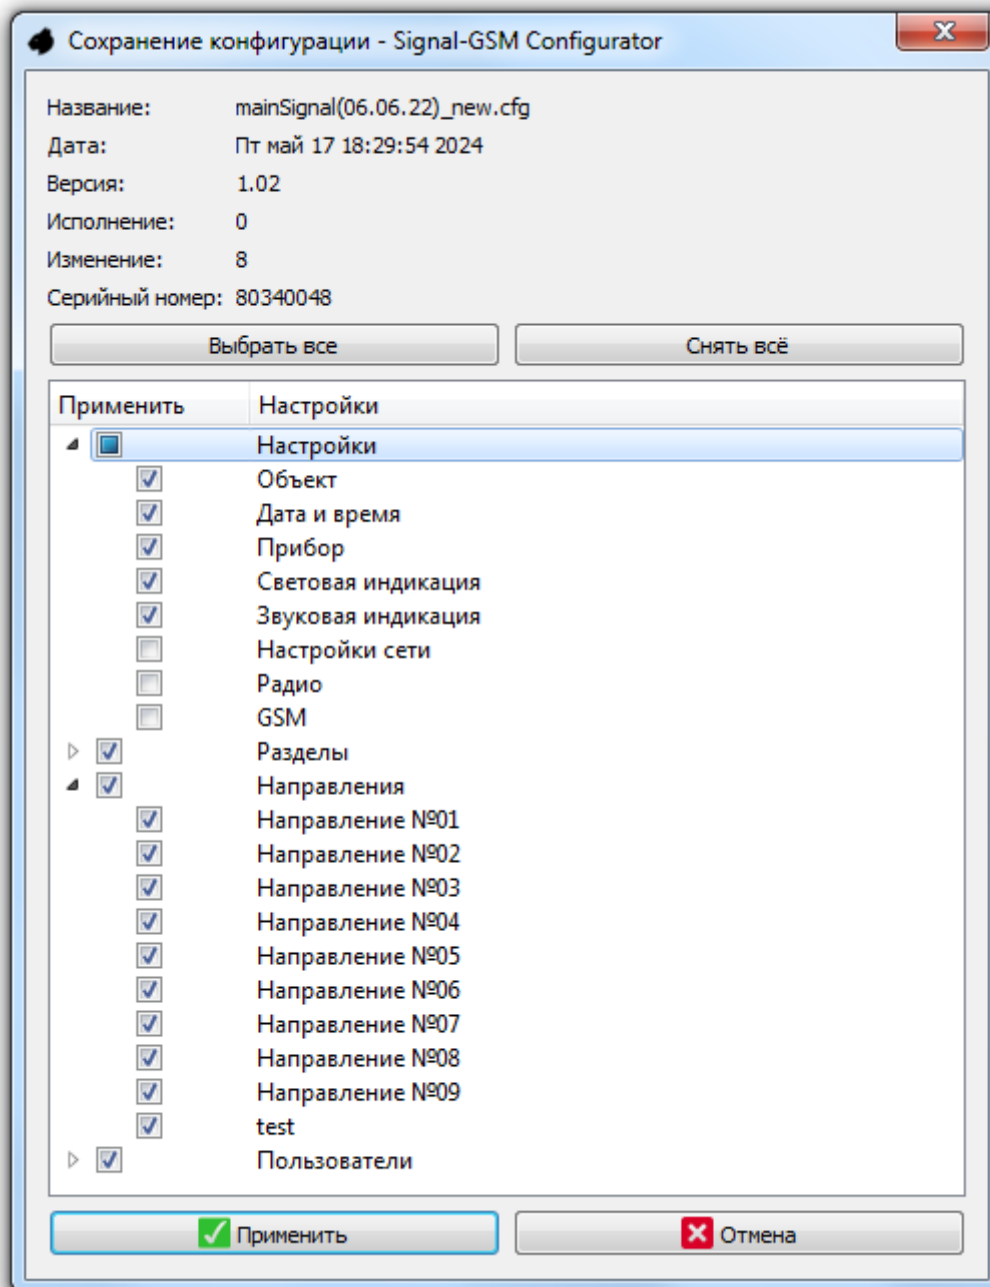 Сохранение конфигурации - Signal-GSM Configurator
Название: mainSignal(06.06.22)_new.cfg
Дата: Пт май 17 18:29:54 2024
Версия: 1.02
Исполнение: 0
Изменение: 8
Серийный номер: 80340048
Выбрать все Снять всё
Применить Настройки
Настройки
Объект
Дата и время
Прибор
Световая индикация
Звуковая индикация
Настройки сети
Радио
GSM
Разделы
Направления
Направление №01
Направление №02
Направление №03
Направление №04
Направление №05
Направление №06
Направление №07
Направление №08
Направление №09
test
Пользователи
Применить Отмена